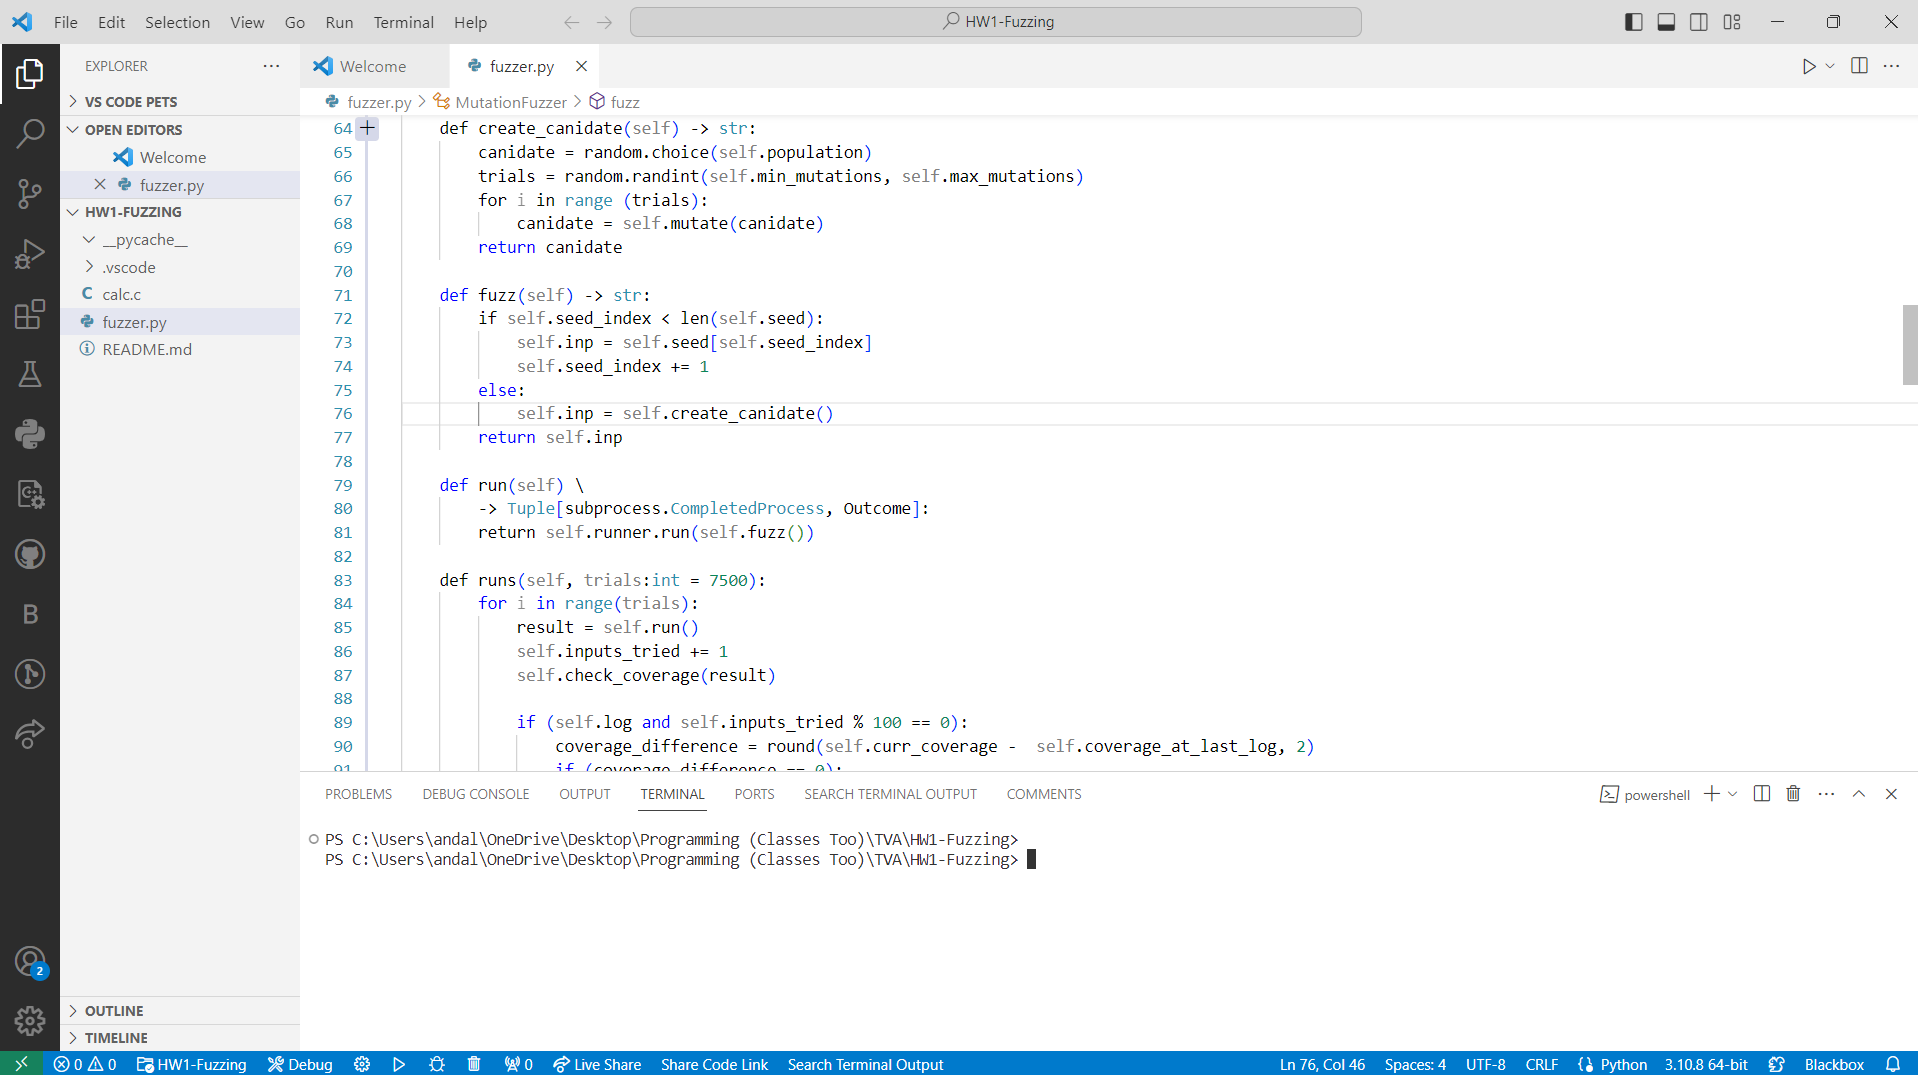 File Edit Selection View Go Run Terminal Help
HW1-Fuzzing
EXPLORER
VS CODE PETS
OPEN EDITORS
Welcome
fuzzer.py
HW1-FUZZING
__pycache__
.vscode
C calc.c
fuzzer.py
README.md
OUTLINE
TIMELINE
B
2
Welcome
fuzzer.py
fuzzer.py > MutationFuzzer > fuzz
64 def create_canidate(self) -> str:
65 canidate = random.choice(self.population)
66 trials = random.randint(self.min_mutations, self.max_mutations)
67 for i in range (trials):
68 canidate = self.mutate(canidate)
69 return canidate
70
71 def fuzz(self) -> str:
72 if self.seed_index < len(self.seed):
73 self.inp = self.seed[self.seed_index]
74 self.seed_index += 1
75 else:
76 self.inp = self.create_canidate()
77 return self.inp
78
79 def run(self) \
80 -> Tuple[subprocess.CompletedProcess, Outcome]:
81 return self.runner.run(self.fuzz())
82
83 def runs(self, trials:int = 7500):
84 for i in range(trials):
85 result = self.run()
86 self.inputs_tried += 1
87 self.check_coverage(result)
88
89 if (self.log and self.inputs_tried % 100 == 0):
90 coverage_difference = round(self.curr_coverage -  self.coverage_at_last_log, 2)
91 if (coverage_difference == 0):
PROBLEMS DEBUG CONSOLE OUTPUT TERMINAL PORTS SEARCH TERMINAL OUTPUT COMMENTS
powershell
PS C:\Users\andal\OneDrive\Desktop\Programming (Classes Too)\TVA\HW1-Fuzzing>
PS C:\Users\andal\OneDrive\Desktop\Programming (Classes Too)\TVA\HW1-Fuzzing>
0 0 HW1-Fuzzing Debug 0 Live Share Share Code Link Search Terminal Output Ln 76, Col 46 Spaces: 4 UTF-8 CRLF Python 3.10.8 64-bit Blackbox